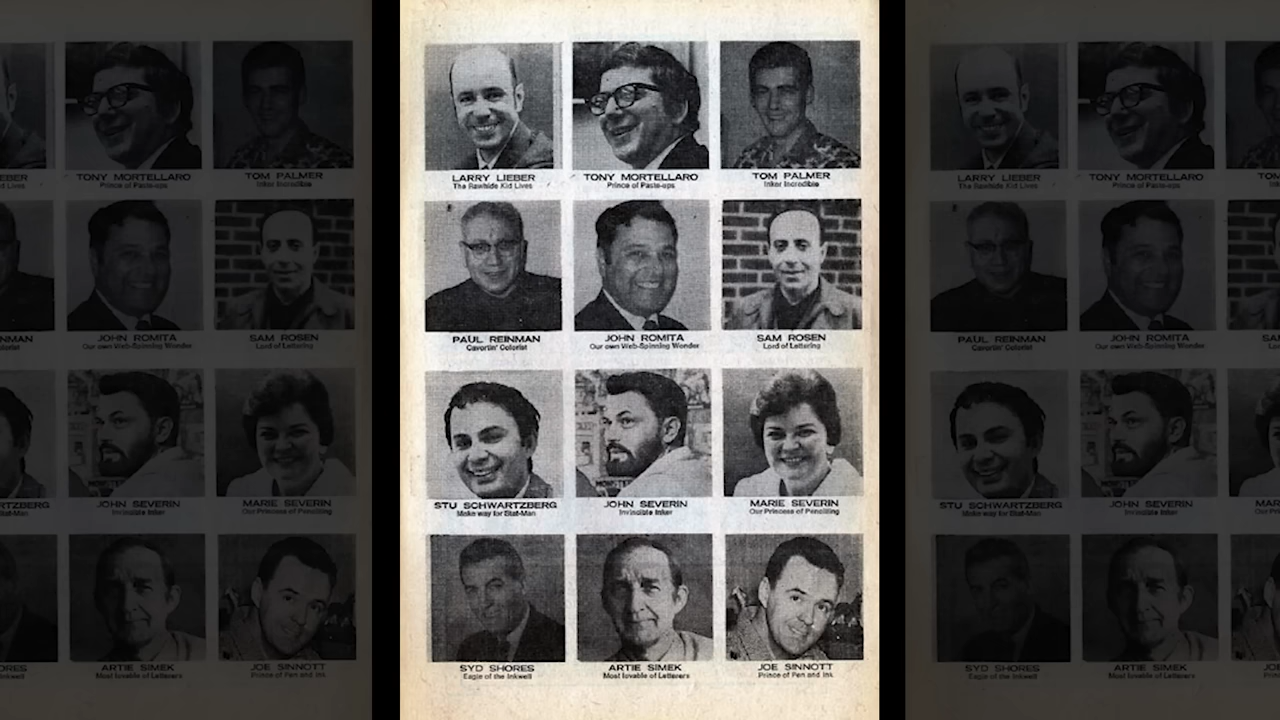 LARRY LIEBER
The Rawhide Kid Lives
TONY MORTELLARO
Prince of Paste-ups
TOM PALMER
Inker Incredible
PAUL REINMAN
Cavortin' Colorist
JOHN ROMITA
Our own Web-Spinning Wonder
SAM ROSEN
Lord of Lettering
STU SCHWARTZBERG
Make way for Stat-Man
JOHN SEVERIN
Invincible Inker
MARIE SEVERIN
Our Princess of Pencilling
SYD SHORES
Eagle of the Inkwell
ARTIE SIMEK
Most lovable of Letterers
JOE SINNOTT
Prince of Pen and Ink